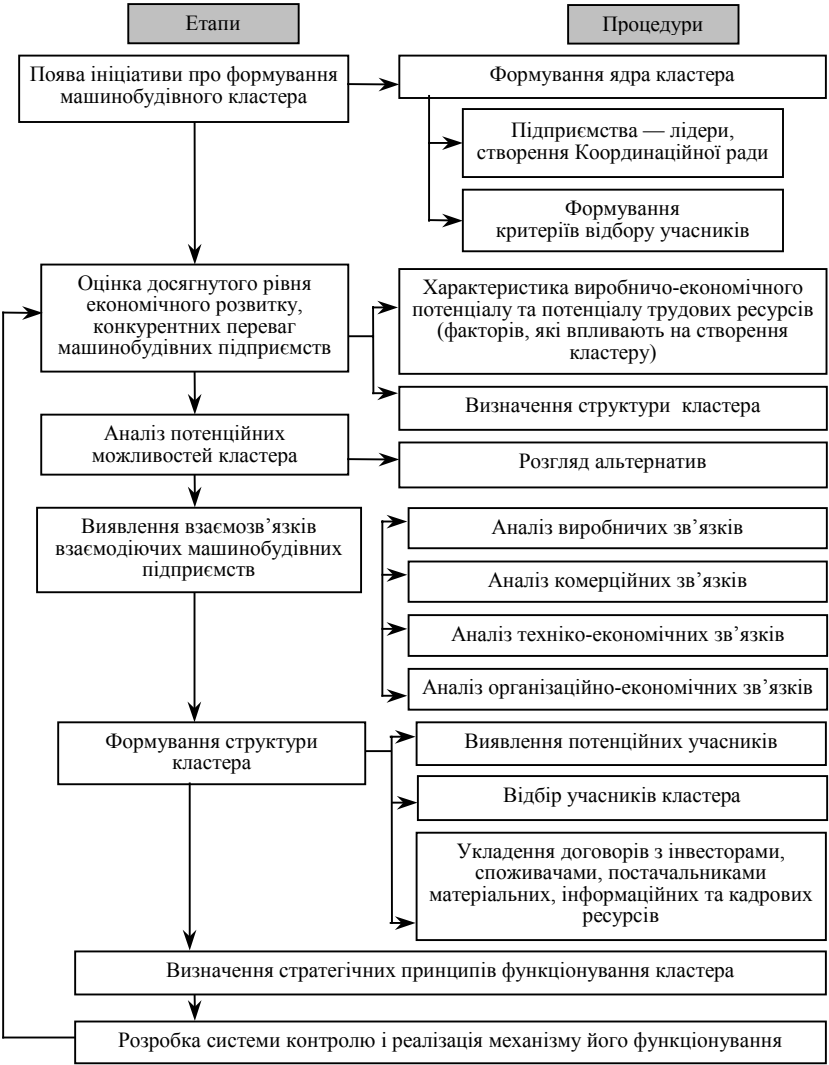 Етапи
Процедури
Поява ініціативи про формування
машинобудівного кластера
Формування ядра кластера
Підприємства — лідери,
створення Координаційної ради
Формування
критеріїв відбору учасників
Оцінка досягнутого рівня
економічного розвитку,
конкурентних переваг
машинобудівних підприємств
Характеристика виробничо-економічного
потенціалу та потенціалу трудових ресурсів
(факторів, які впливають на створення
кластеру)
Визначення структури кластера
Аналіз потенційних
можливостей кластера
Розгляд альтернатив
Виявлення взаємозв’язків
взаємодіючих машинобудівних
підприємств
Аналіз виробничих зв’язків
Аналіз комерційних зв’язків
Аналіз техніко-економічних зв’язків
Аналіз організаційно-економічних зв’язків
Формування структури
кластера
Виявлення потенційних учасників
Відбір учасників кластера
Укладення договорів з інвесторами,
споживачами, постачальниками
матеріальних, інформаційних та кадрових
ресурсів
Визначення стратегічних принципів функціонування кластера
Розробка системи контролю і реалізація механізму його функціонування